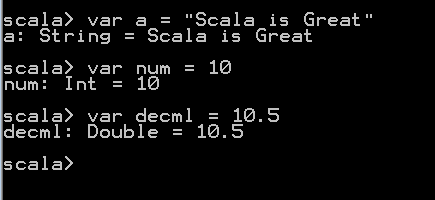 scala> var a = "Scala is Great"
a: String = Scala is Great
scala> var num = 10
num: Int = 10
scala> var decml = 10.5
decml: Double = 10.5
scala>